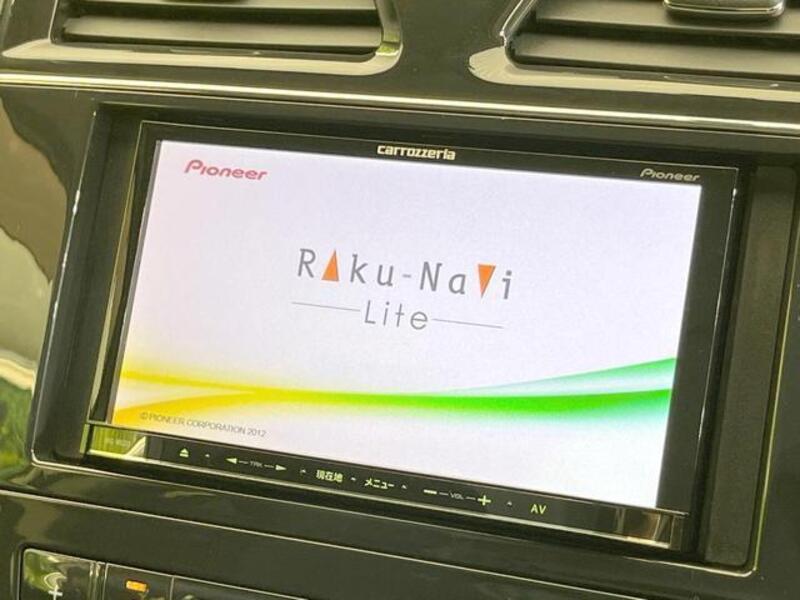 carrozzeria
Pioneer
Pioneer
Raku-Navi
Lite
© PIONEER CORPORATION 2012
TRK
現在地
メニュー
VOL
AV